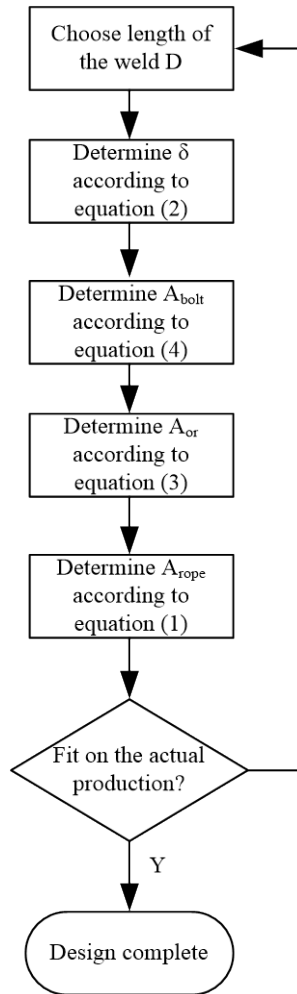 Choose length of
the weld D
Determine δ
according to
equation (2)
Determine A_bolt
according to
equation (4)
Determine A_or
according to
equation (3)
Determine A_rope
according to
equation (1)
Fit on the actual
production?
Y
Design complete